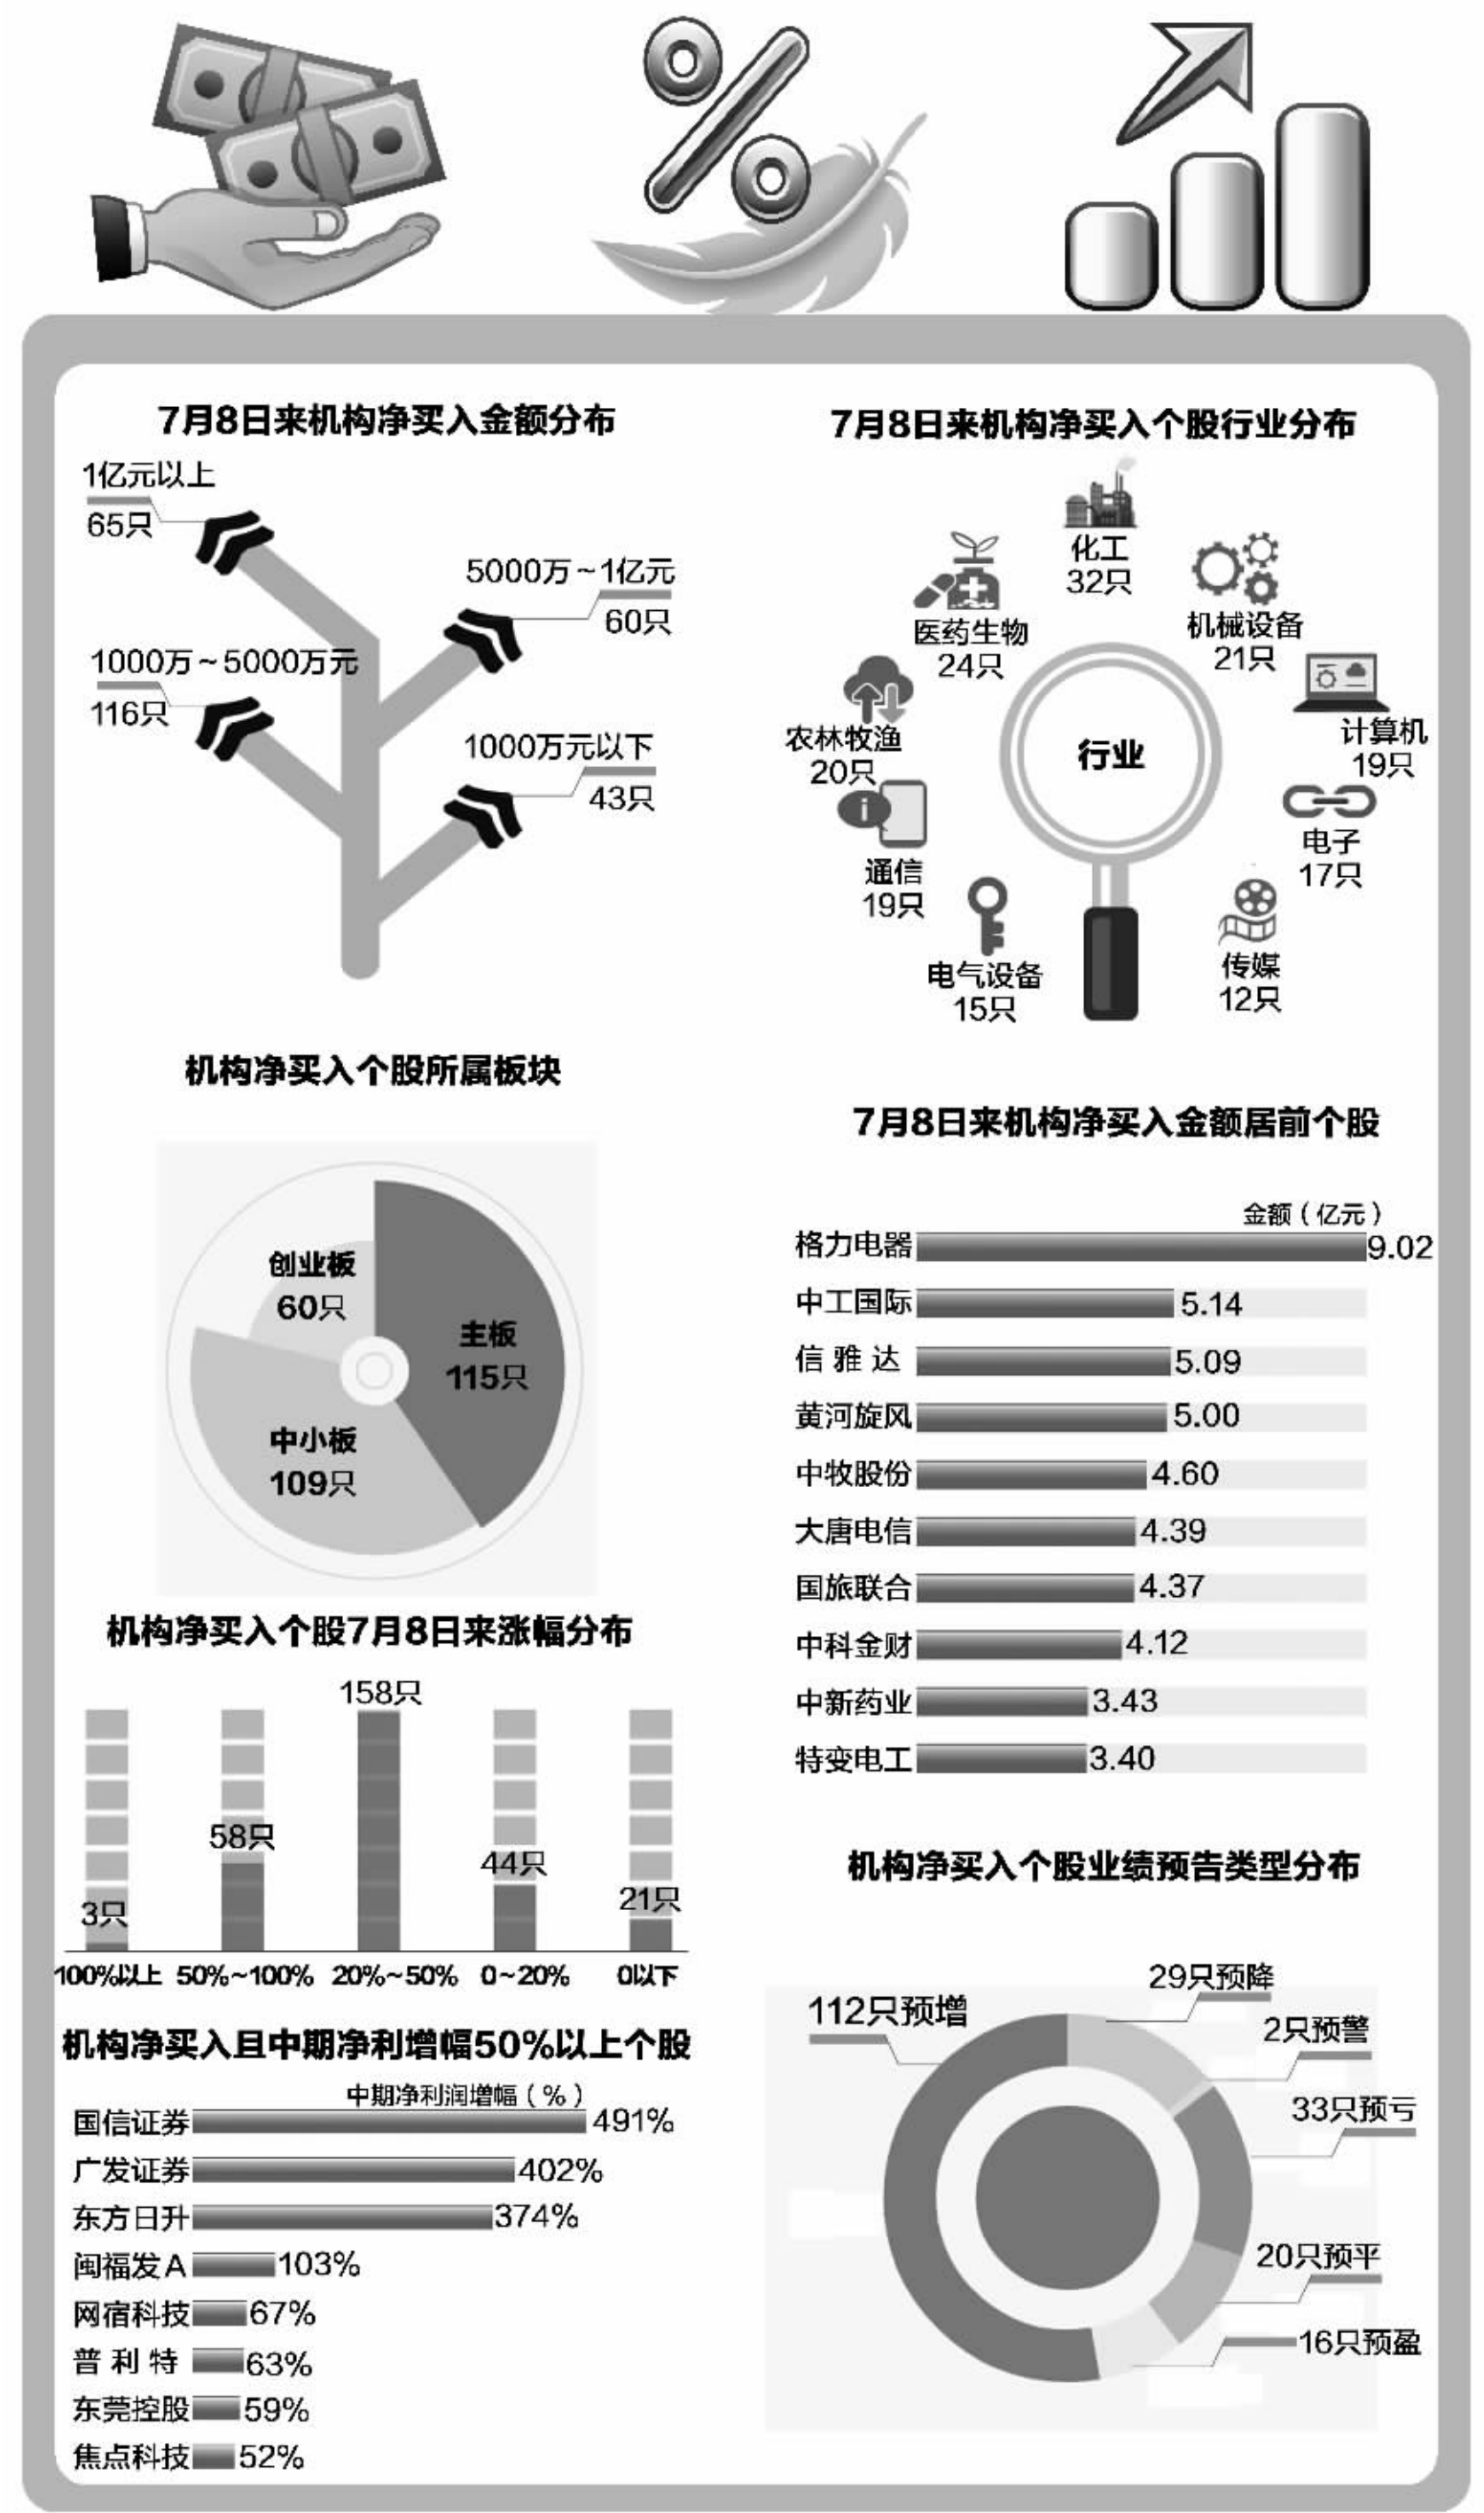 7月8日来机构净买入金额分布
1亿元以上
65只
5000万~1亿元
60只
1000万~5000万元
116只
1000万元以下
43只
7月8日来机构净买入个股行业分布
化工
32只
医药生物
24只
机械设备
21只
农林牧渔
20只
行业
计算机
19只
通信
19只
电子
17只
电气设备
15只
传媒
12只
机构净买入个股所属板块
创业板
60只
主板
115只
中小板
109只
7月8日来机构净买入金额居前个股
金额（亿元）
格力电器 9.02
中工国际 5.14
信雅达 5.09
黄河旋风 5.00
中牧股份 4.60
大唐电信 4.39
国旅联合 4.37
中科金财 4.12
中新药业 3.43
特变电工 3.40
机构净买入个股7月8日来涨幅分布
158只
58只
44只
21只
3只
100%以上 50%~100% 20%~50% 0~20% 0以下
机构净买入且中期净利增幅50%以上个股
中期净利润增幅（%）
国信证券 491%
广发证券 402%
东方日升 374%
闽福发A 103%
网宿科技 67%
普利特 63%
东莞控股 59%
焦点科技 52%
机构净买入个股业绩预告类型分布
29只预降
112只预增
2只预警
33只预亏
20只预平
16只预盈